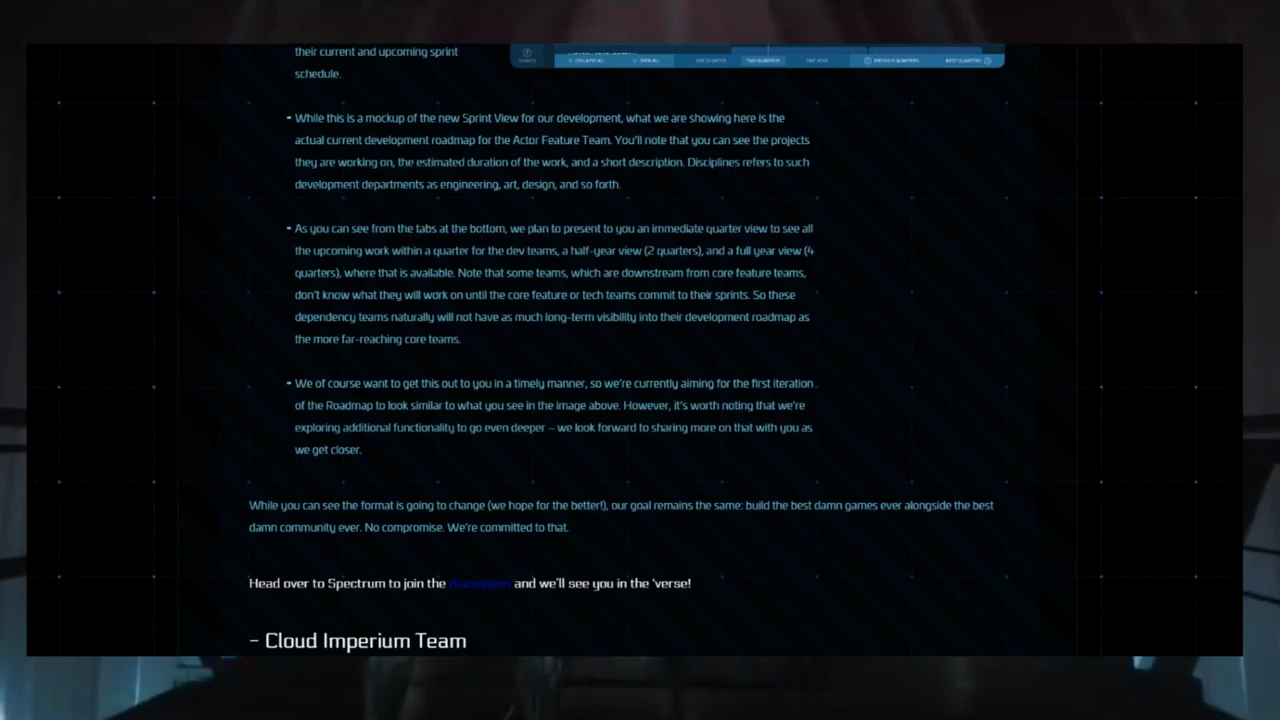 their current and upcoming sprint
schedule.
COLLAPSE ALL OPEN ALL ONE QUARTER TWO QUARTERS ONE YEAR PREVIOUS QUARTERS NEXT QUARTERS
- While this is a mockup of the new Sprint View for our development, what we are showing here is the
actual current development roadmap for the Actor Feature Team. You'll note that you can see the projects
they are working on, the estimated duration of the work, and a short description. Disciplines refers to such
development departments as engineering, art, design, and so forth.
- As you can see from the tabs at the bottom, we plan to present to you an immediate quarter view to see all
the upcoming work within a quarter for the dev teams, a half-year view (2 quarters), and a full year view (4
quarters), where that is available. Note that some teams, which are downstream from core feature teams,
don't know what they will work on until the core feature or tech teams commit to their sprints. So these
dependency teams naturally will not have as much long-term visibility into their development roadmap as
the more far-reaching core teams.
- We of course want to get this out to you in a timely manner, so we're currently aiming for the first iteration
of the Roadmap to look similar to what you see in the image above. However, it's worth noting that we're
exploring additional functionality to go even deeper – we look forward to sharing more on that with you as
we get closer.
While you can see the format is going to change (we hope for the better!), our goal remains the same: build the best damn games ever alongside the best
damn community ever. No compromise. We're committed to that.
Head over to Spectrum to join the discussion and we'll see you in the 'verse!
– Cloud Imperium Team